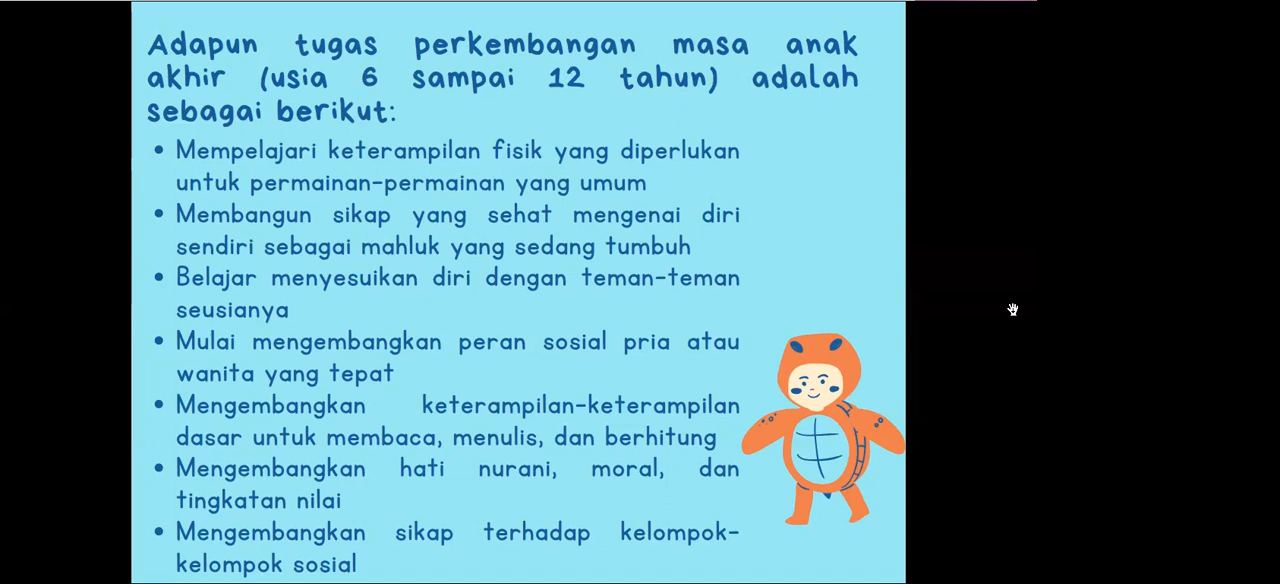 Adapun tugas perkembangan masa anak
akhir (usia 6 sampai 12 tahun) adalah
sebagai berikut:
• Mempelajari keterampilan fisik yang diperlukan
untuk permainan-permainan yang umum
• Membangun sikap yang sehat mengenai diri
sendiri sebagai mahluk yang sedang tumbuh
• Belajar menyesuikan diri dengan teman-teman
seusianya
• Mulai mengembangkan peran sosial pria atau
wanita yang tepat
• Mengembangkan keterampilan-keterampilan
dasar untuk membaca, menulis, dan berhitung
• Mengembangkan hati nurani, moral, dan
tingkatan nilai
• Mengembangkan sikap terhadap kelompok-
kelompok sosial